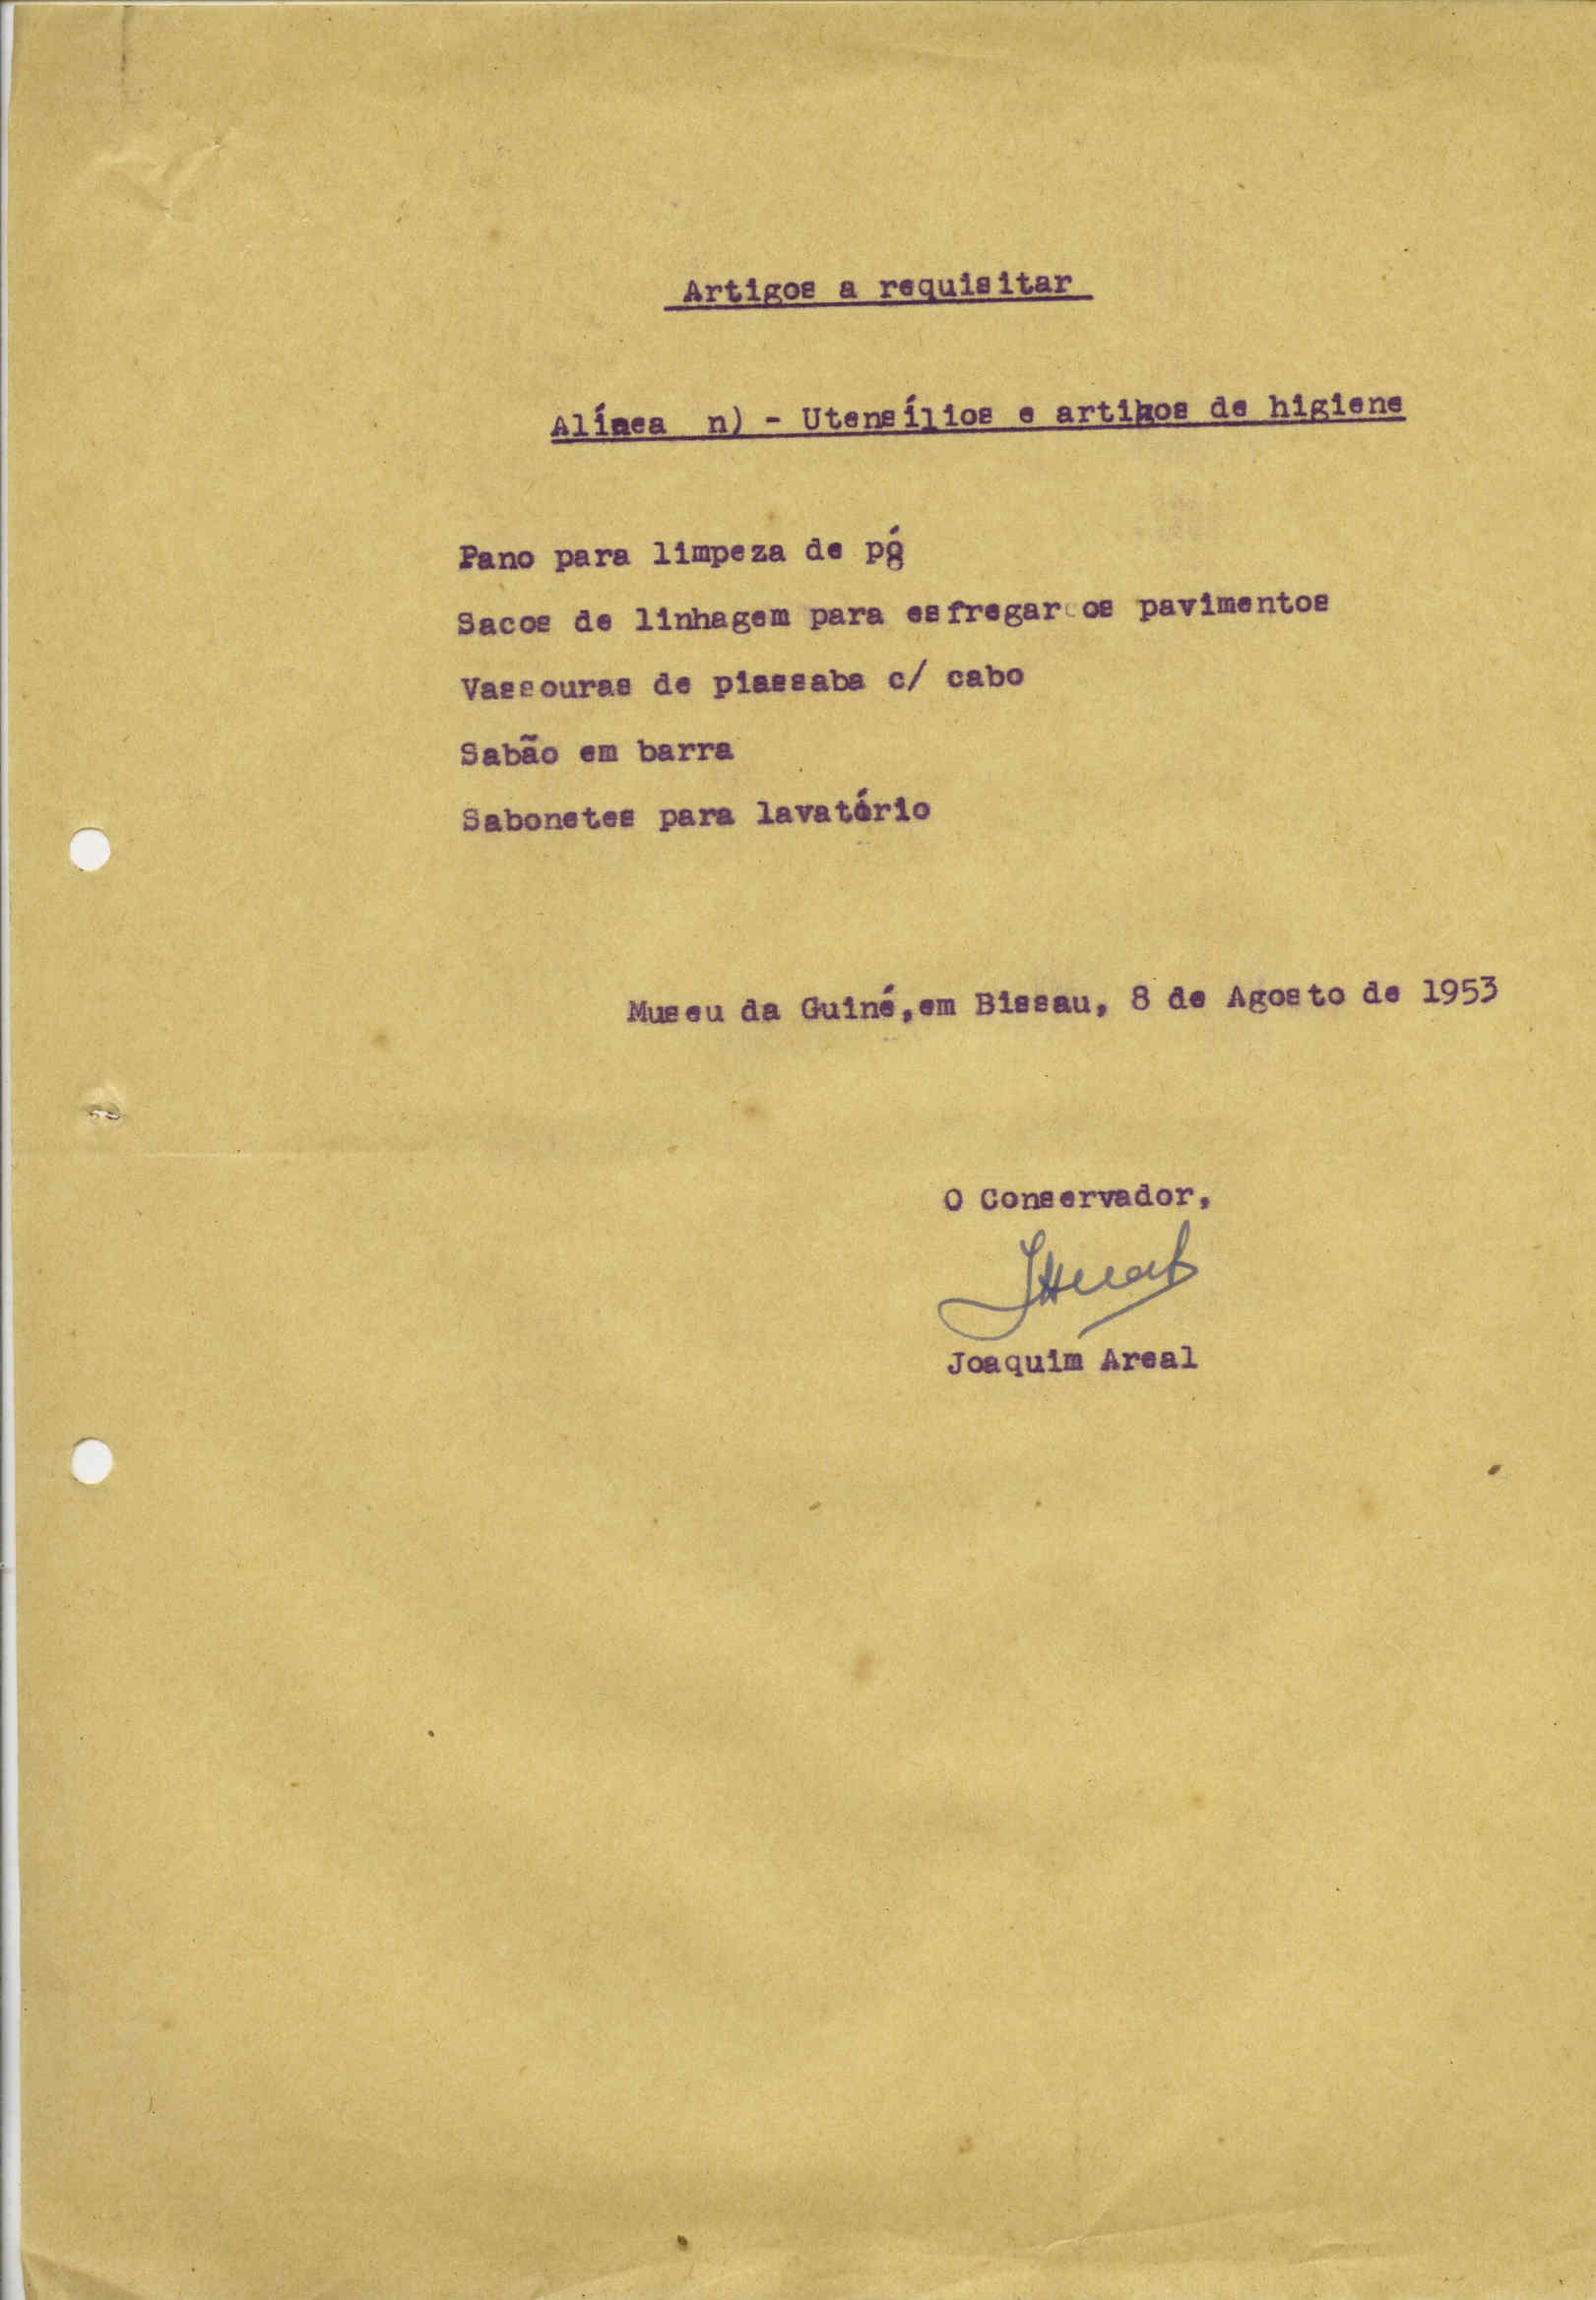 Artigos a requisitar
Alínea n) - Utensílios e artigos de higiene
Pano para limpeza de pó
Sacos de linhagem para esfregar os pavimentos
Vassouras de piassaba c/ cabo
Sabão em barra
Sabonetes para lavatório
Museu da Guiné,em Bissau, 8 de Agosto de 1953
O Conservador,
Joaquim Areal